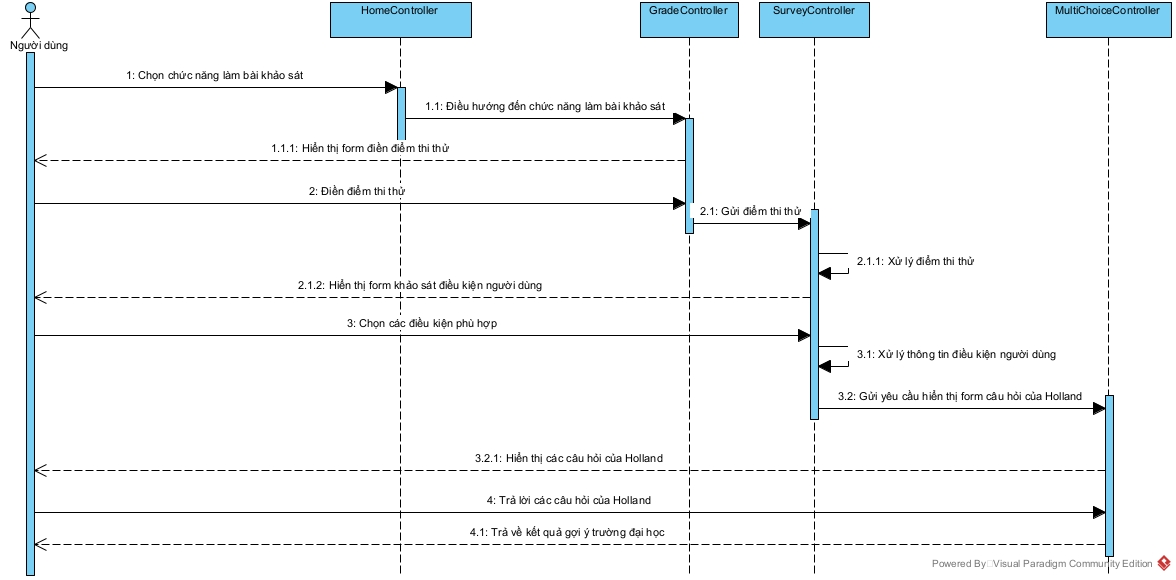 HomeController
GradeController
SurveyController
MultiChoiceController
Người dùng
1: Chọn chức năng làm bài khảo sát
1.1: Điều hướng đến chức năng làm bài khảo sát
1.1.1: Hiển thị form điền điểm thi thử
2: Điền điểm thi thử
2.1: Gửi điểm thi thử
2.1.1: Xử lý điểm thi thử
2.1.2: Hiển thị form khảo sát điều kiện người dùng
3: Chọn các điều kiện phù hợp
3.1: Xử lý thông tin điều kiện người dùng
3.2: Gửi yêu cầu hiển thị form câu hỏi của Holland
3.2.1: Hiển thị các câu hỏi của Holland
4: Trả lời các câu hỏi của Holland
4.1: Trả về kết quả gợi ý trường đại học
Powered By Visual Paradigm Community Edition